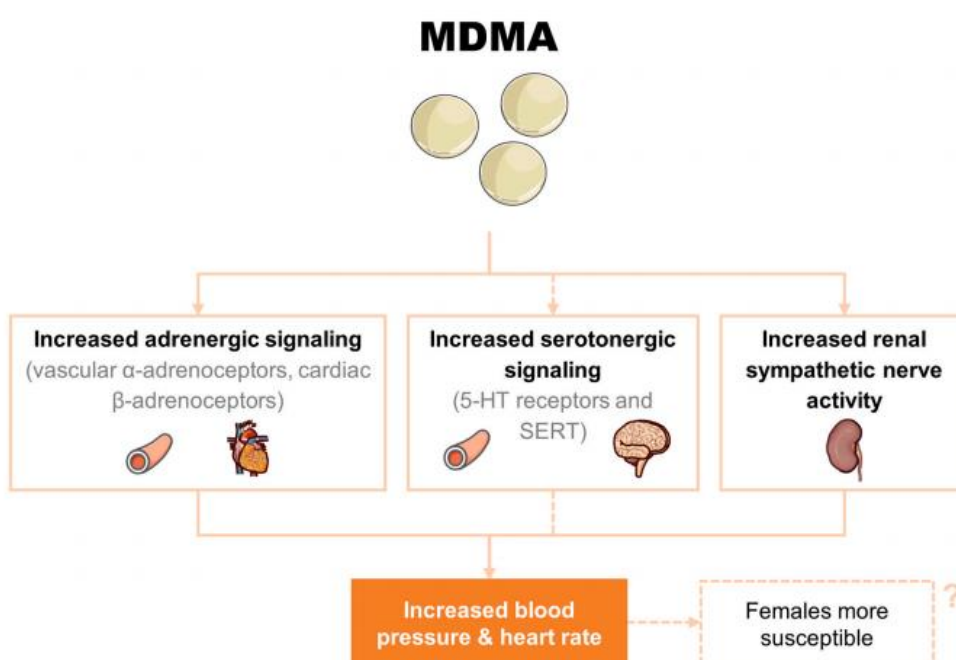 MDMA
Increased adrenergic signaling
(vascular α-adrenoceptors, cardiac
β-adrenoceptors)
Increased serotonergic
signaling
(5-HT receptors and
SERT)
Increased renal
sympathetic nerve
activity
Increased blood
pressure & heart rate
Females more
susceptible
?